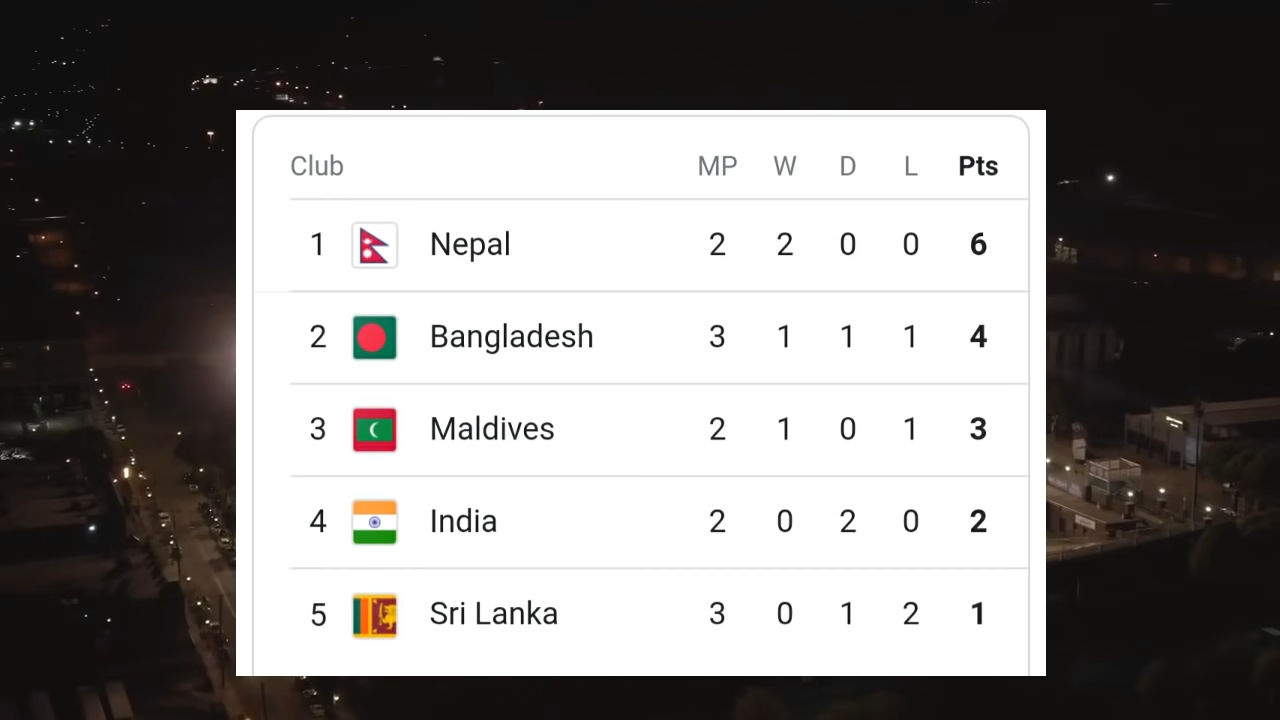 Club MP W D L Pts
1 Nepal 2 2 0 0 6
2 Bangladesh 3 1 1 1 4
3 Maldives 2 1 0 1 3
4 India 2 0 2 0 2
5 Sri Lanka 3 0 1 2 1